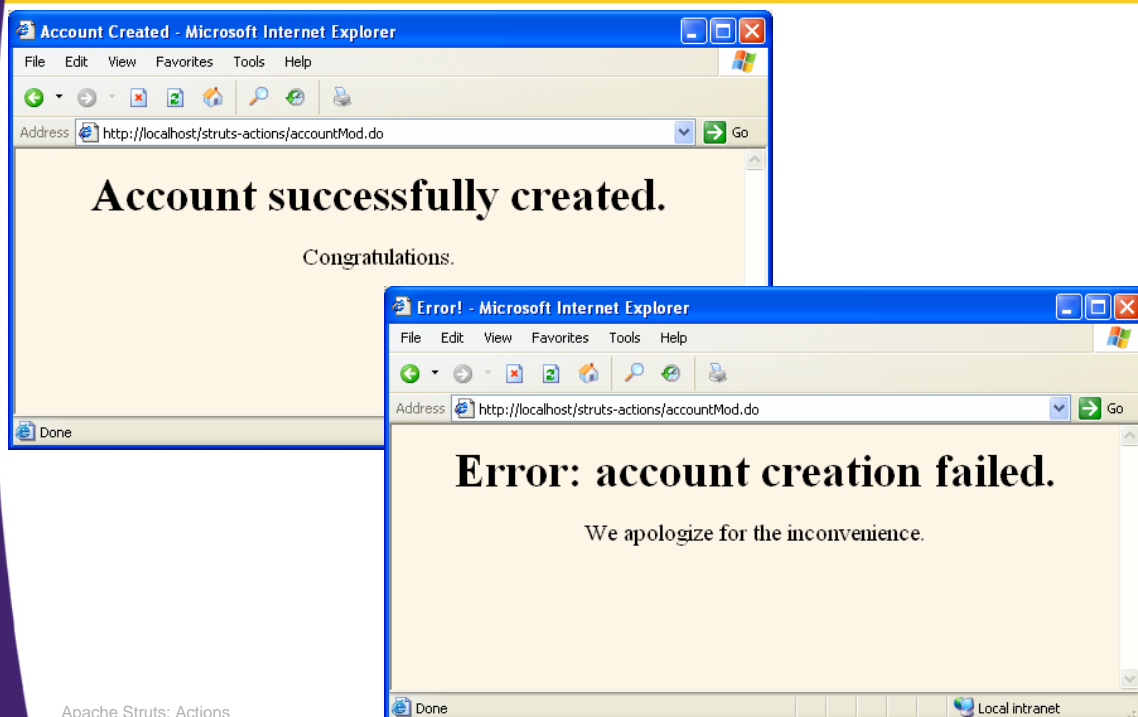 Account Created - Microsoft Internet Explorer
File Edit View Favorites Tools Help
Address http://localhost/struts-actions/accountMod.do Go
Account successfully created.
Congratulations.
Done
Error! - Microsoft Internet Explorer
File Edit View Favorites Tools Help
Address http://localhost/struts-actions/accountMod.do Go
Error: account creation failed.
We apologize for the inconvenience.
Done Local intranet
Apache Struts: Actions